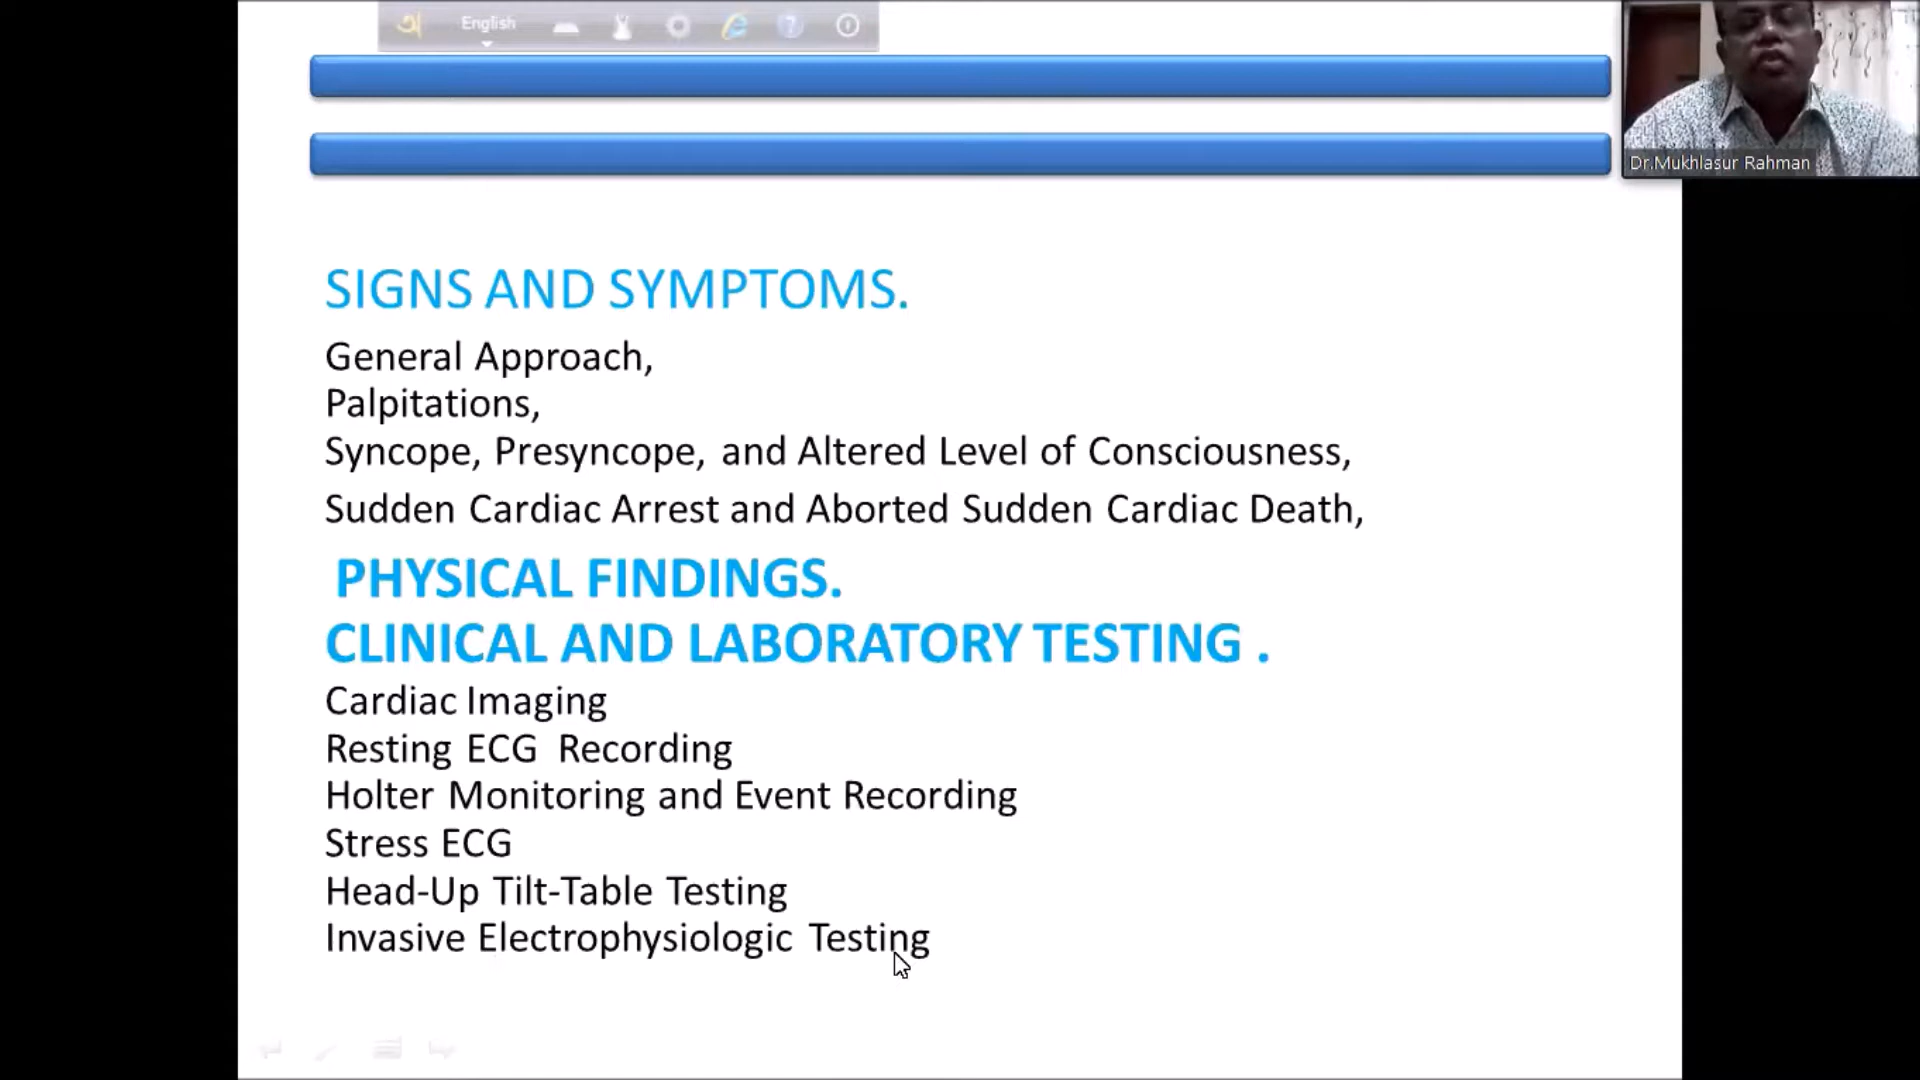 অ English
Dr.Mukhlasur Rahman
SIGNS AND SYMPTOMS.
General Approach,
Palpitations,
Syncope, Presyncope, and Altered Level of Consciousness,
Sudden Cardiac Arrest and Aborted Sudden Cardiac Death,
PHYSICAL FINDINGS.
CLINICAL AND LABORATORY TESTING .
Cardiac Imaging
Resting ECG Recording
Holter Monitoring and Event Recording
Stress ECG
Head-Up Tilt-Table Testing
Invasive Electrophysiologic Testing